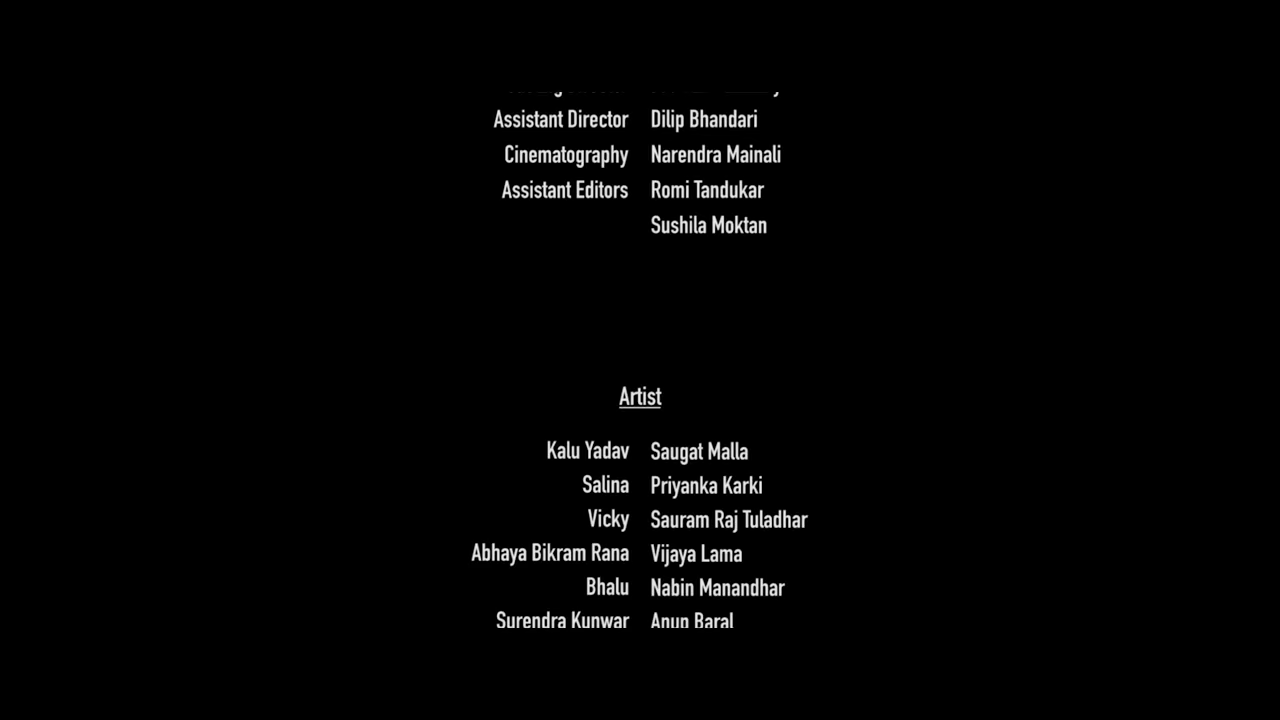 Assistant Director Dilip Bhandari
Cinematography Narendra Mainali
Assistant Editors Romi Tandukar
Sushila Moktan
Artist
Kalu Yadav Saugat Malla
Salina Priyanka Karki
Vicky Sauram Raj Tuladhar
Abhaya Bikram Rana Vijaya Lama
Bhalu Nabin Manandhar
Surendra Kunwar Anup Baral